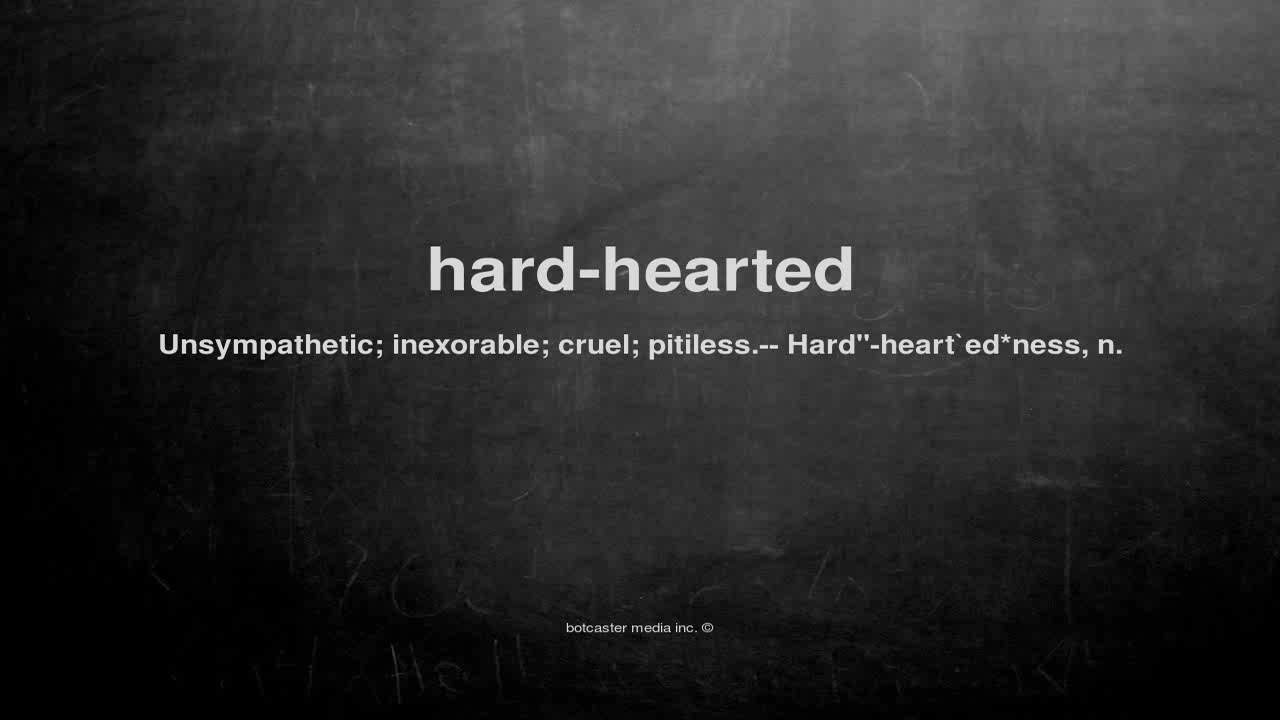 hard-hearted
Unsympathetic; inexorable; cruel; pitiless.-- Hard"-heart`ed*ness, n.
botcaster media inc. ©